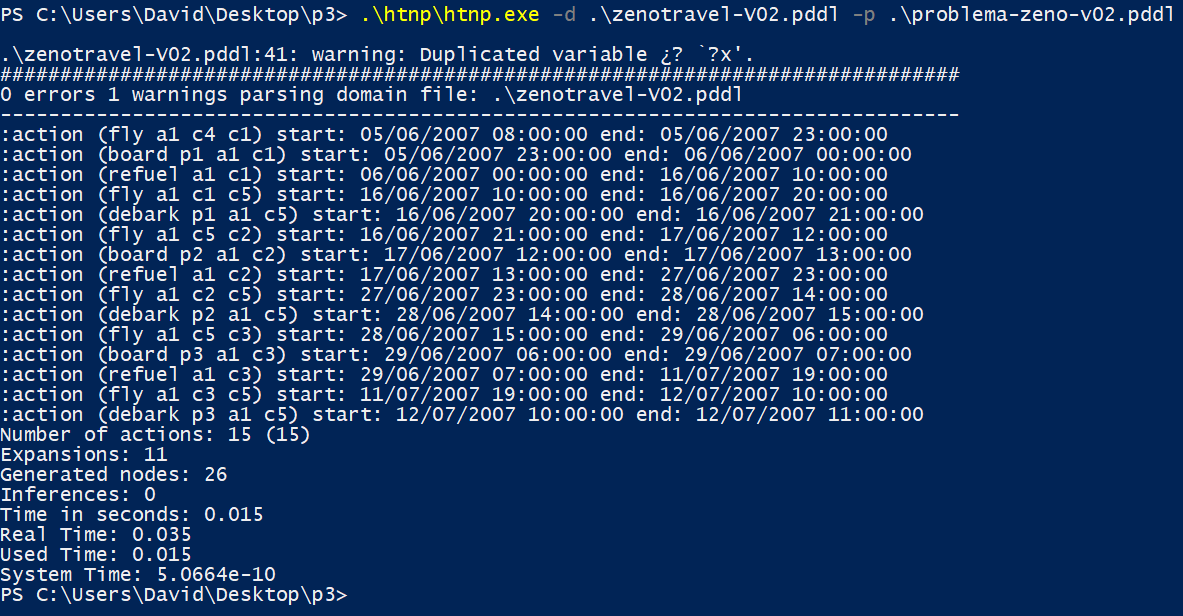 PS C:\Users\David\Desktop\p3> .\htnp\htnp.exe -d .\zenotravel-V02.pddl -p .\problema-zeno-v02.pddl
.\zenotravel-V02.pddl:41: warning: Duplicated variable ¿? `?x'.
################################################################################
0 errors 1 warnings parsing domain file: .\zenotravel-V02.pddl
--------------------------------------------------------------------------------
:action (fly a1 c4 c1) start: 05/06/2007 08:00:00 end: 05/06/2007 23:00:00
:action (board p1 a1 c1) start: 05/06/2007 23:00:00 end: 06/06/2007 00:00:00
:action (refuel a1 c1) start: 06/06/2007 00:00:00 end: 16/06/2007 10:00:00
:action (fly a1 c1 c5) start: 16/06/2007 10:00:00 end: 16/06/2007 20:00:00
:action (debark p1 a1 c5) start: 16/06/2007 20:00:00 end: 16/06/2007 21:00:00
:action (fly a1 c5 c2) start: 16/06/2007 21:00:00 end: 17/06/2007 12:00:00
:action (board p2 a1 c2) start: 17/06/2007 12:00:00 end: 17/06/2007 13:00:00
:action (refuel a1 c2) start: 17/06/2007 13:00:00 end: 27/06/2007 23:00:00
:action (fly a1 c2 c5) start: 27/06/2007 23:00:00 end: 28/06/2007 14:00:00
:action (debark p2 a1 c5) start: 28/06/2007 14:00:00 end: 28/06/2007 15:00:00
:action (fly a1 c5 c3) start: 28/06/2007 15:00:00 end: 29/06/2007 06:00:00
:action (board p3 a1 c3) start: 29/06/2007 06:00:00 end: 29/06/2007 07:00:00
:action (refuel a1 c3) start: 29/06/2007 07:00:00 end: 11/07/2007 19:00:00
:action (fly a1 c3 c5) start: 11/07/2007 19:00:00 end: 12/07/2007 10:00:00
:action (debark p3 a1 c5) start: 12/07/2007 10:00:00 end: 12/07/2007 11:00:00
Number of actions: 15 (15)
Expansions: 11
Generated nodes: 26
Inferences: 0
Time in seconds: 0.015
Real Time: 0.035
Used Time: 0.015
System Time: 5.0664e-10
PS C:\Users\David\Desktop\p3>